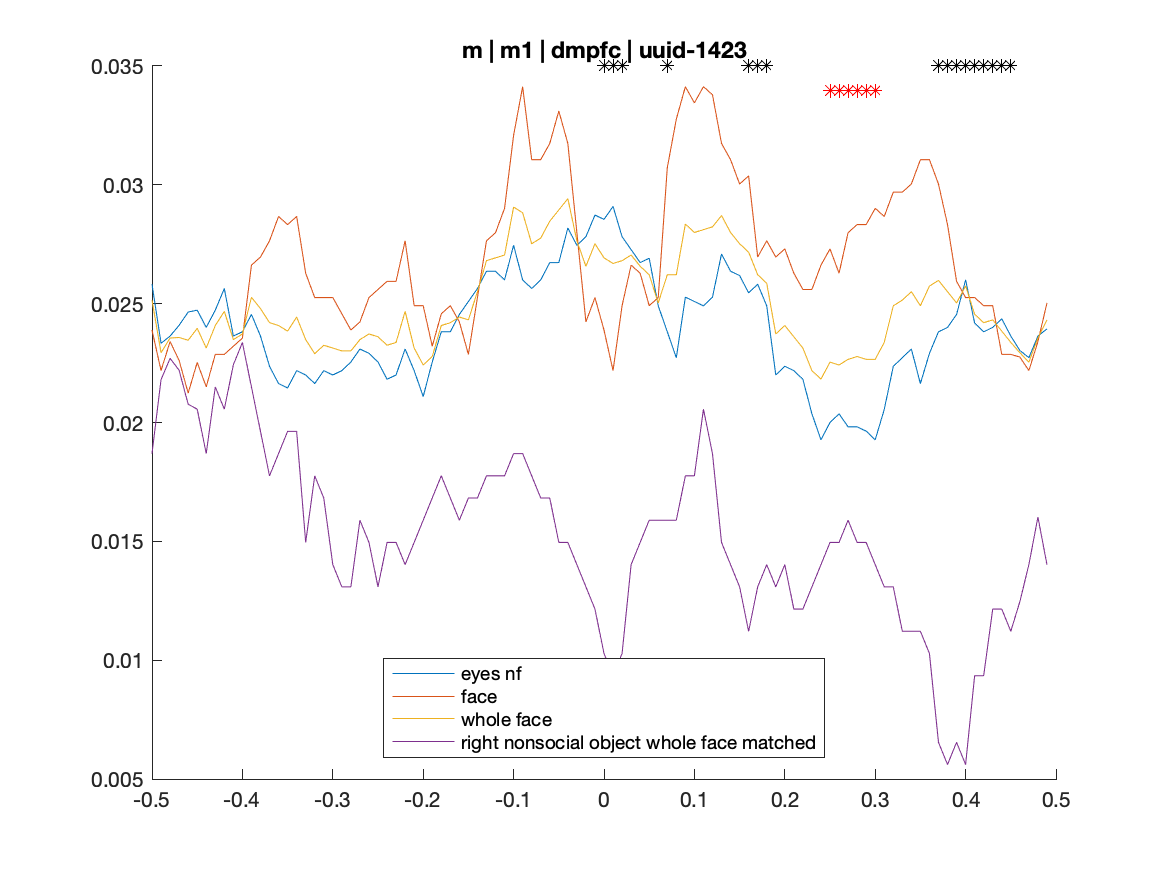 m | m1 | dmpfc | uuid-1423
0.035
0.03
0.025
0.02
0.015
0.01
0.005
eyes nf
face
whole face
right nonsocial object whole face matched
-0.5 -0.4 -0.3 -0.2 -0.1 0 0.1 0.2 0.3 0.4 0.5